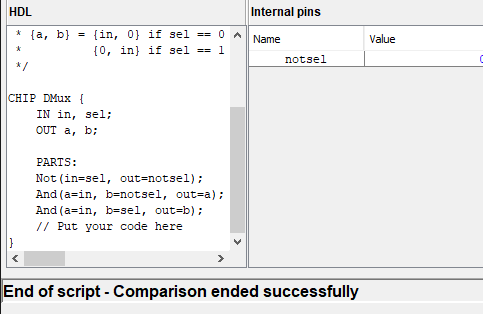 HDL
Internal pins
* {a, b} = {in, 0} if sel == 0
*          {0, in} if sel == 1
*/
CHIP DMux {
    IN in, sel;
    OUT a, b;
    PARTS:
    Not(in=sel, out=notsel);
    And(a=in, b=notsel, out=a);
    And(a=in, b=sel, out=b);
    // Put your code here
}
Name Value
notsel
End of script - Comparison ended successfully